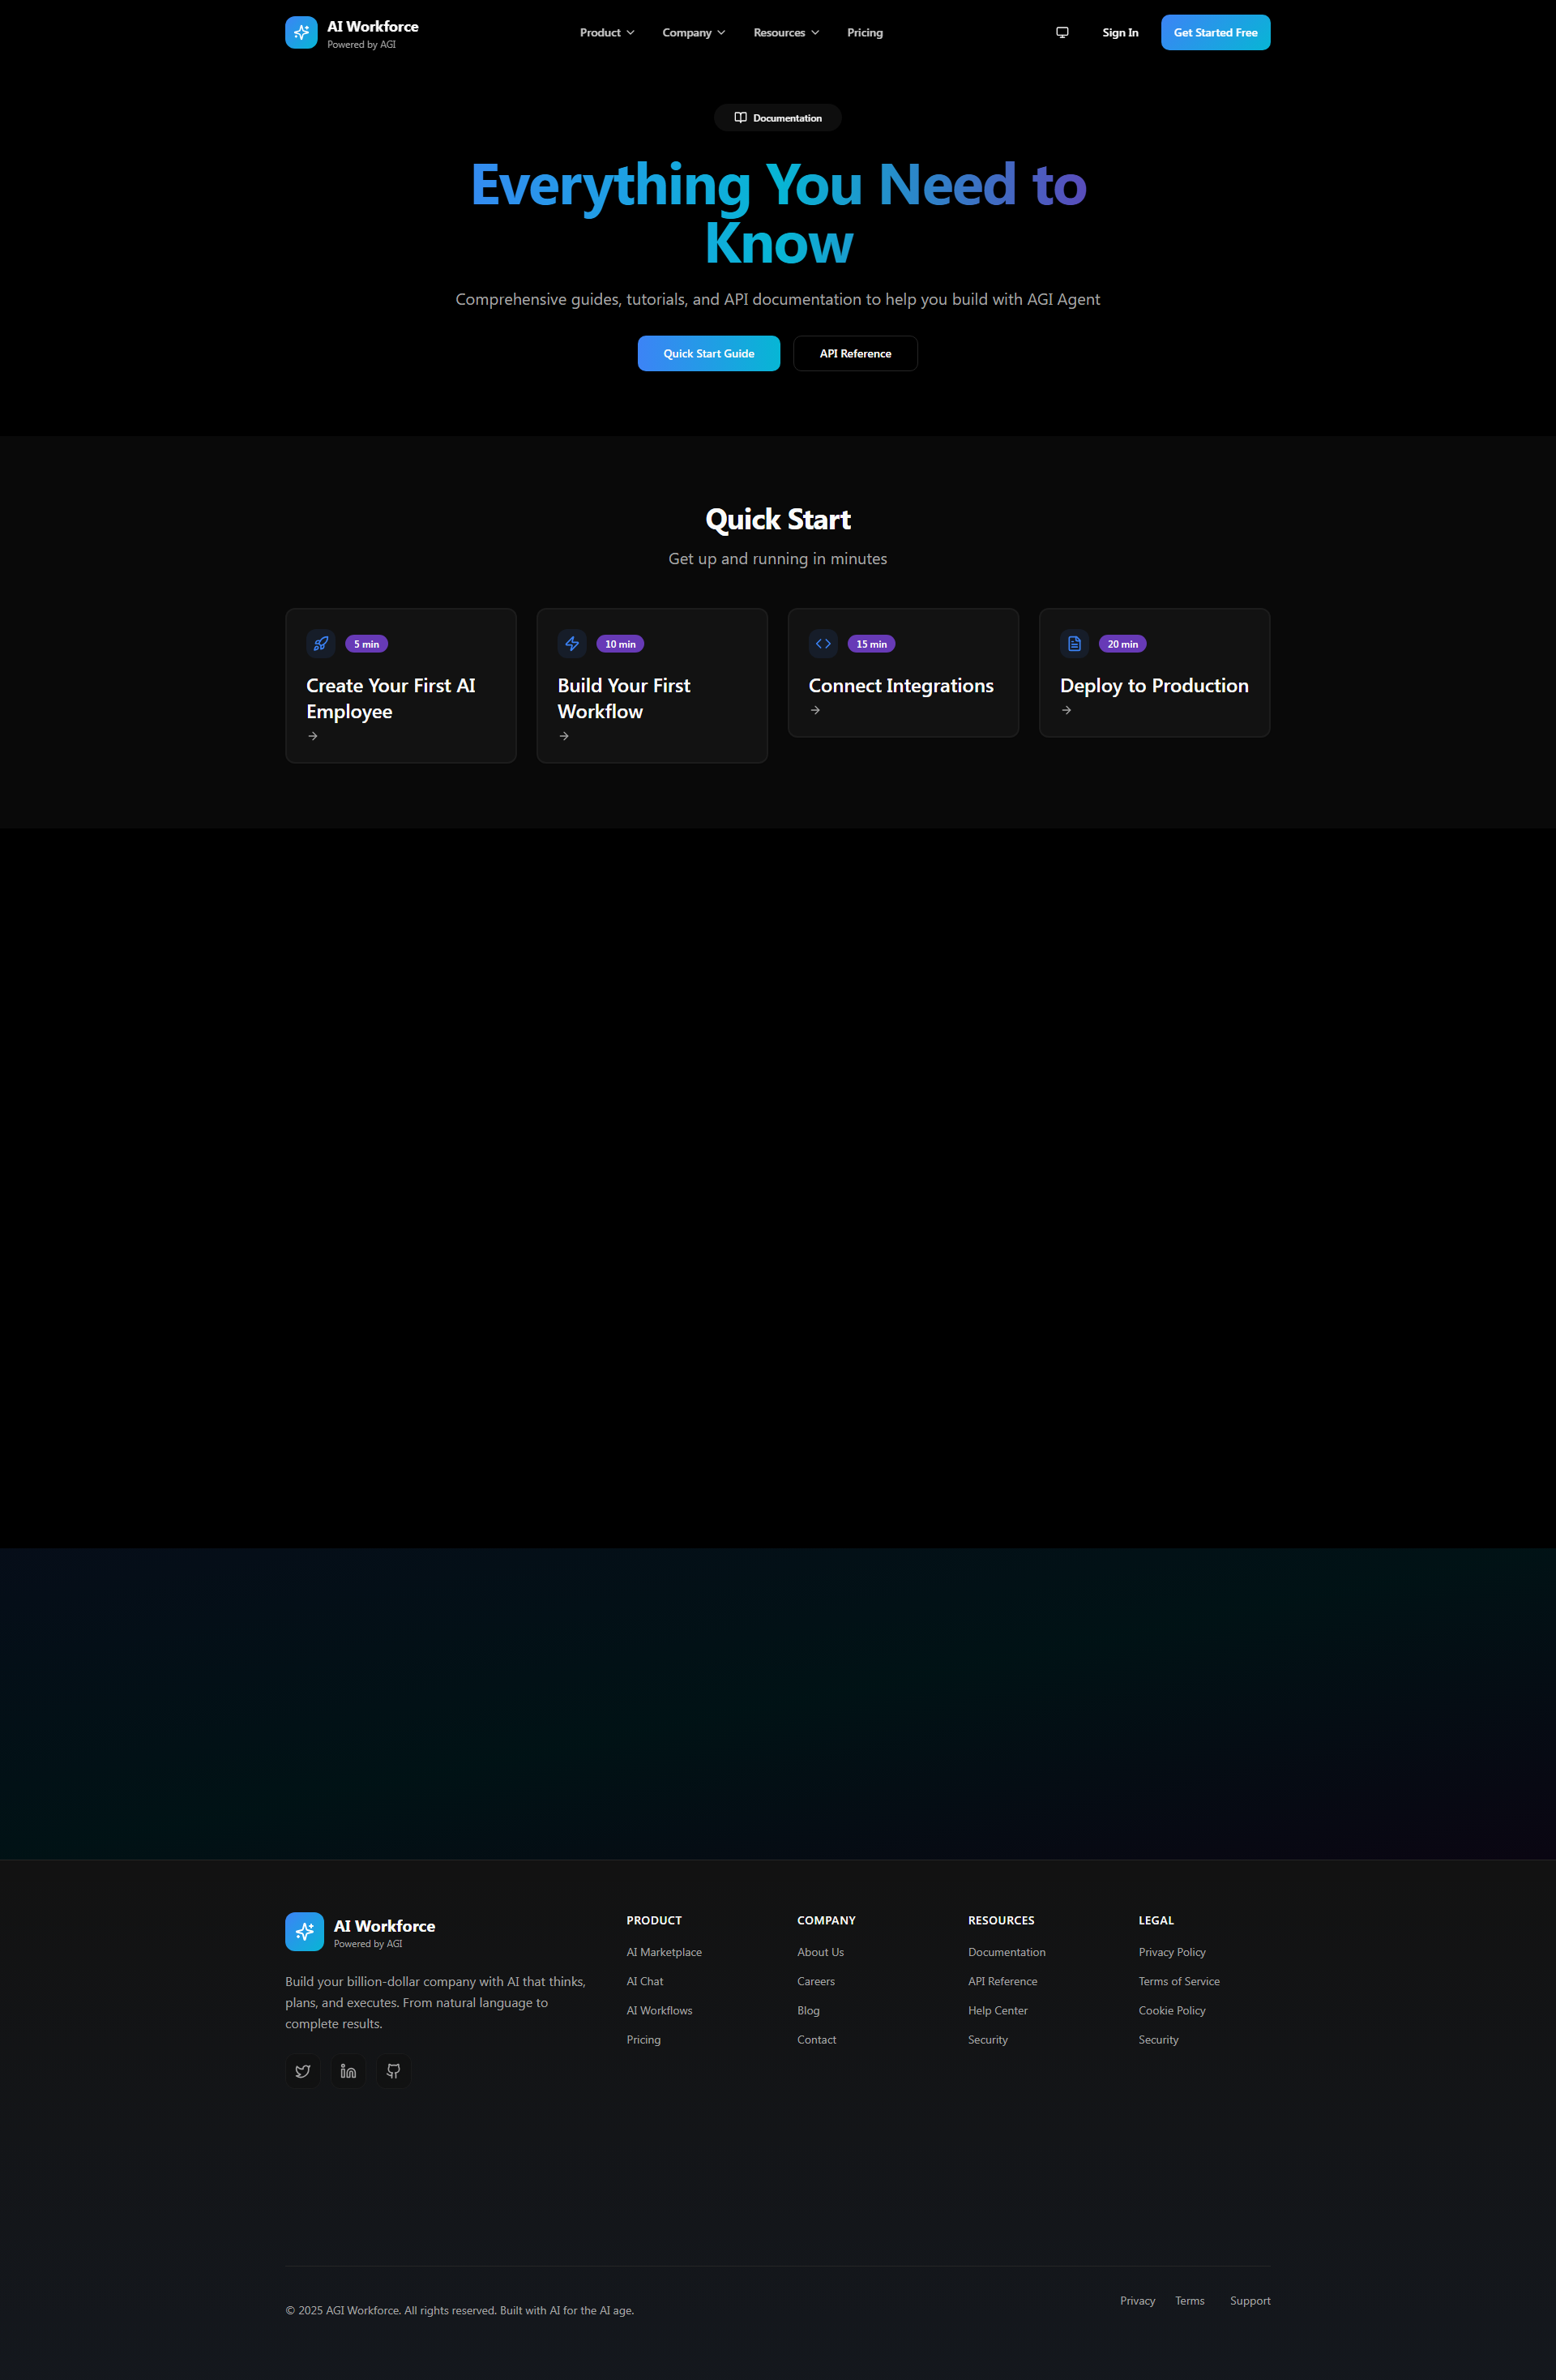 AI Workforce
Powered by AGI
Product
Company
Resources
Pricing
Sign In
Get Started Free
Documentation
Everything You Need to
Know
Comprehensive guides, tutorials, and API documentation to help you build with AGI Agent
Quick Start Guide
API Reference
Quick Start
Get up and running in minutes
5 min
Create Your First AI
Employee
10 min
Build Your First
Workflow
15 min
Connect Integrations
20 min
Deploy to Production
AI Workforce
Powered by AGI
Build your billion-dollar company with AI that thinks,
plans, and executes. From natural language to
complete results.
PRODUCT
AI Marketplace
AI Chat
AI Workflows
Pricing
COMPANY
About Us
Careers
Blog
Contact
RESOURCES
Documentation
API Reference
Help Center
Security
LEGAL
Privacy Policy
Terms of Service
Cookie Policy
Security
© 2025 AGI Workforce. All rights reserved. Built with AI for the AI age.
Privacy
Terms
Support